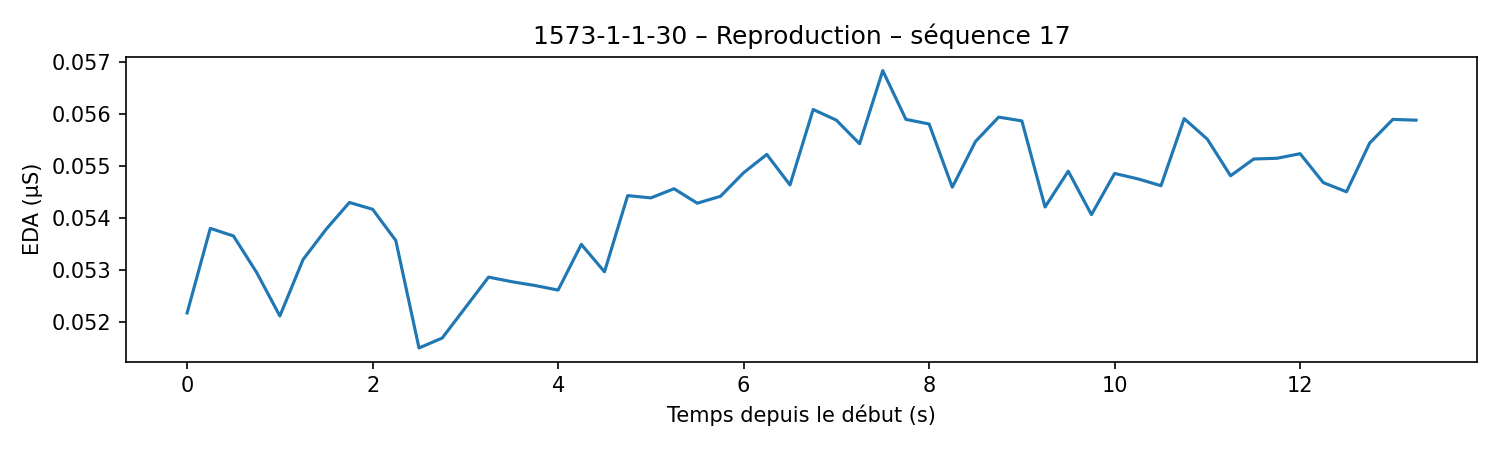 1573-1-1-30 – Reproduction – séquence 17
EDA (µS)
0.057
0.056
0.055
0.054
0.053
0.052
0 2 4 6 8 10 12
Temps depuis le début (s)